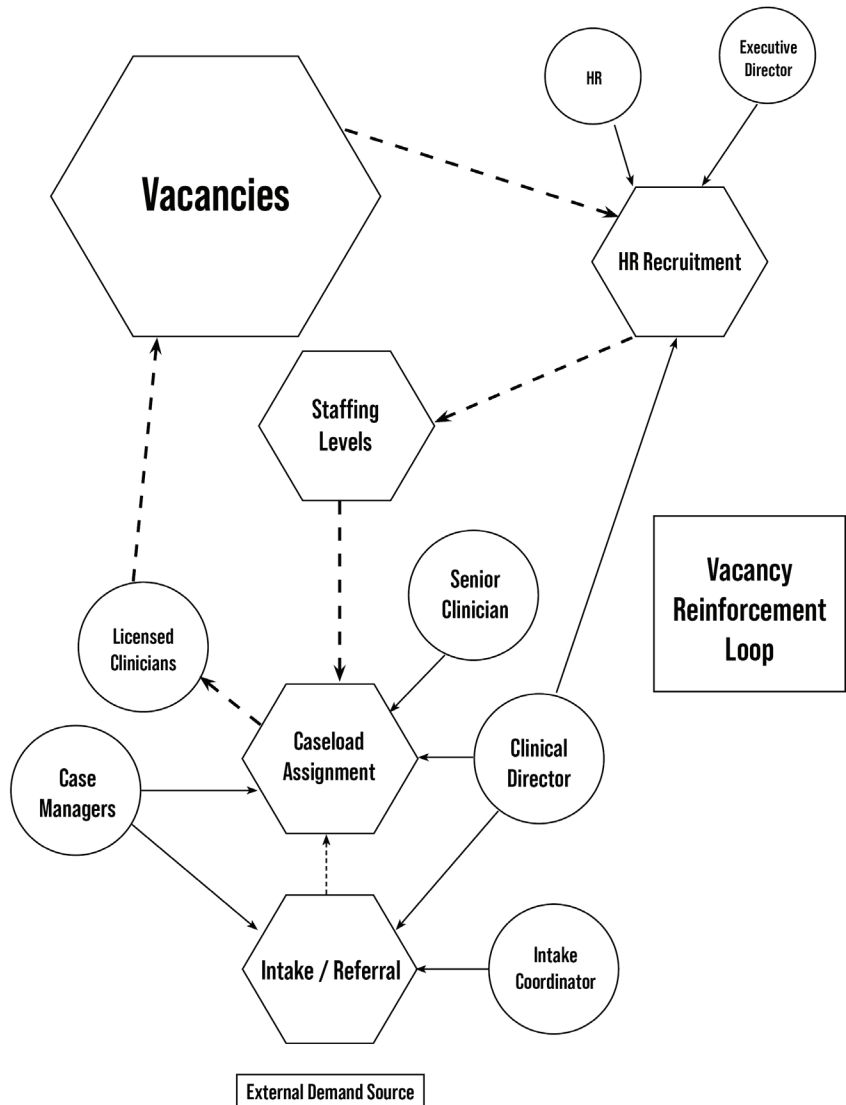 HR
Executive
Director
Vacancies
HR Recruitment
Staffing
Levels
Senior
Clinician
Vacancy
Reinforcement
Loop
Licensed
Clinicians
Caseload
Assignment
Clinical
Director
Case
Managers
Intake / Referral
Intake
Coordinator
External Demand Source